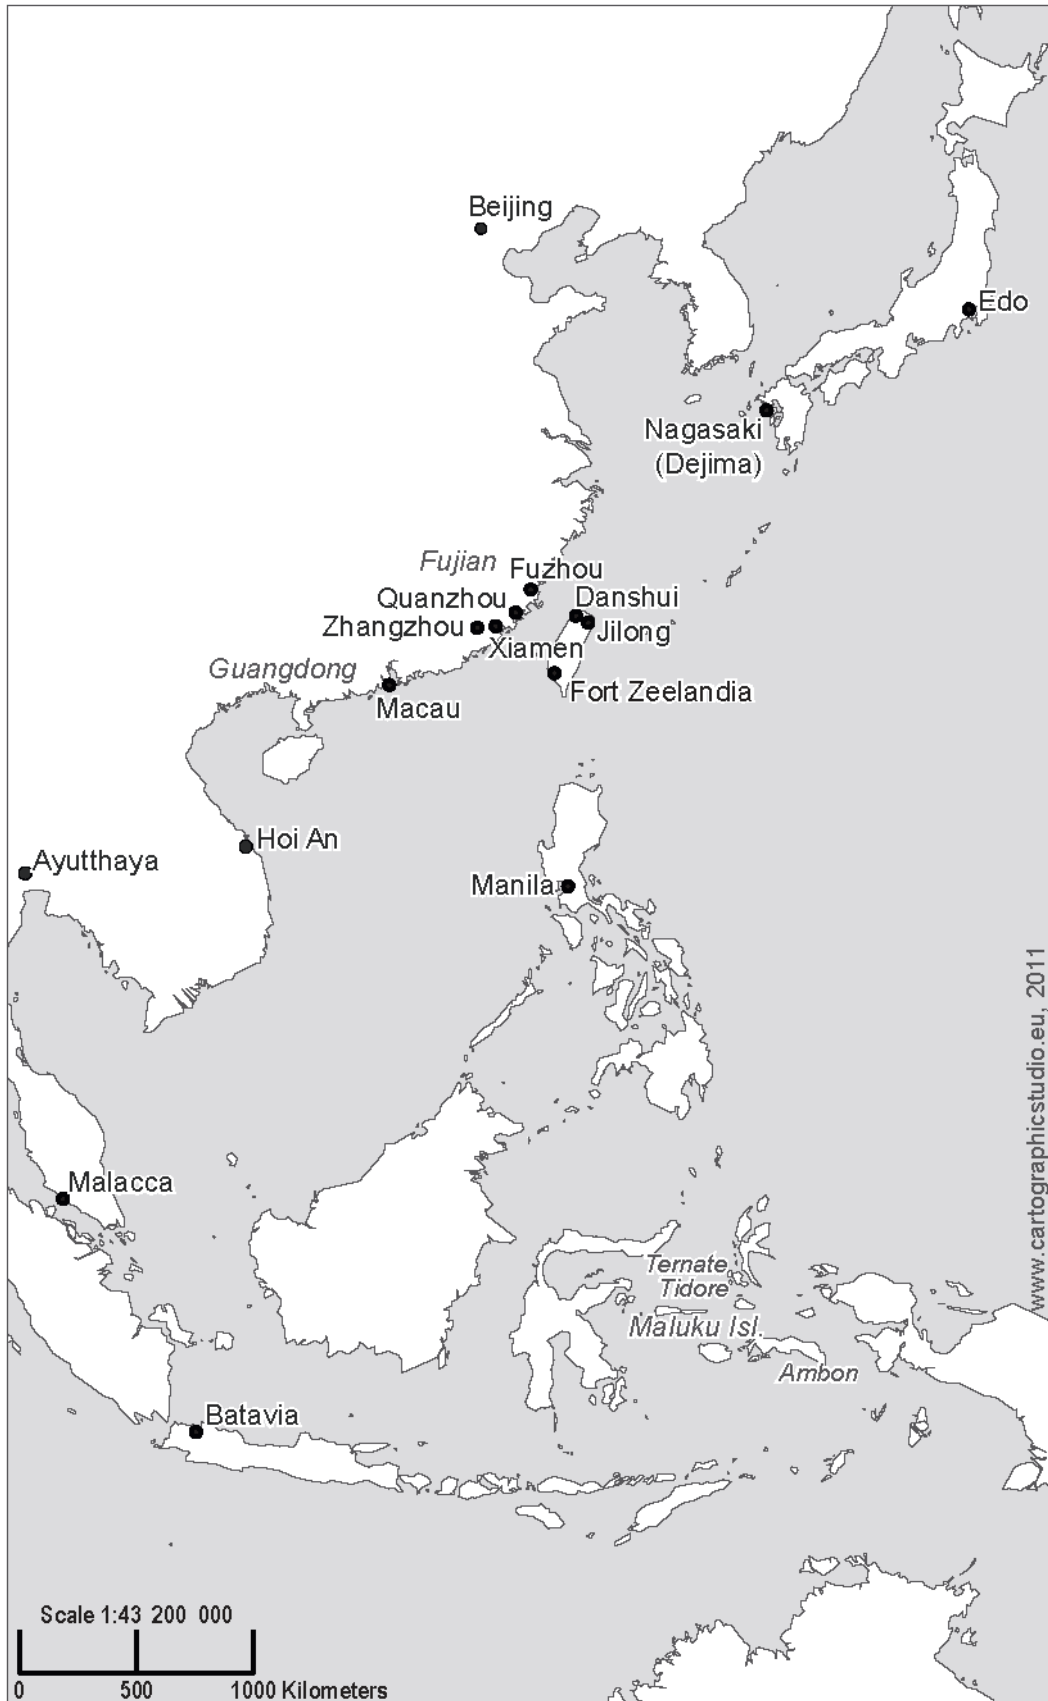 Beijing
Edo
Nagasaki
(Dejima)
Fujian
Fuzhou
Quanzhou
Danshui
Zhangzhou
Jilong
Xiamen
Guangdong
Fort Zeelandia
Macau
Hoi An
Ayutthaya
Manila
www.cartographicstudio.eu, 2011
Malacca
Ternate
Tidore
Maluku Isl.
Ambon
Batavia
Scale 1:43 200 000
0 500 1000 Kilometers